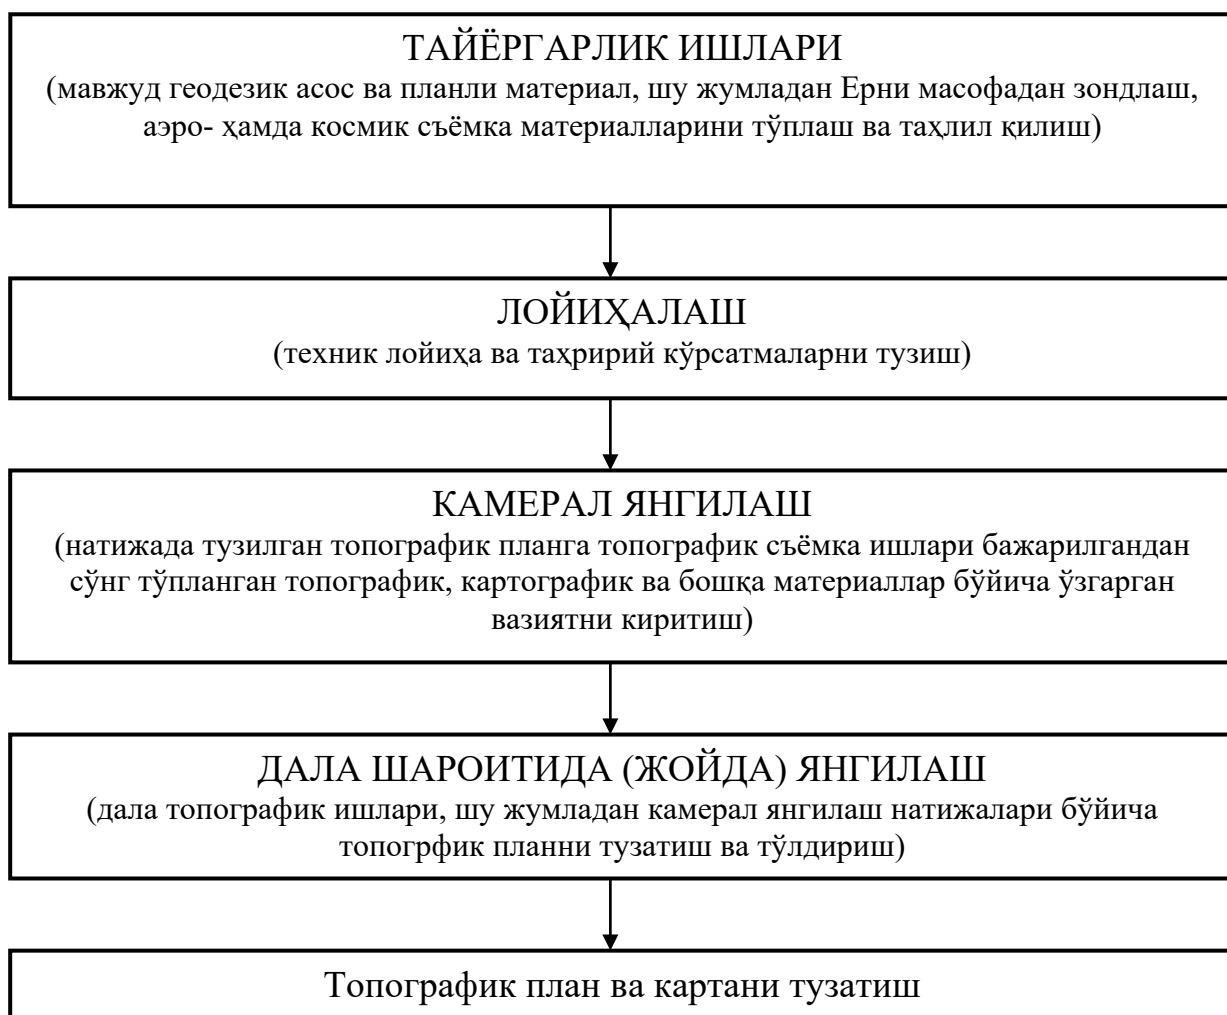 ТАЙЁРГАРЛИК ИШЛАРИ
(мавжуд геодезик асос ва планли материал, шу жумладан Ерни масофадан зондлаш,
аэро- ҳамда космик съёмка материалларини тўплаш ва таҳлил қилиш)
ЛОЙИҲАЛАШ
(техник лойиҳа ва таҳририй кўрсатмаларни тузиш)
КАМЕРАЛ ЯНГИЛАШ
(натижада тузилган топографик планга топографик съёмка ишлари бажарилгандан
сўнг тўпланган топографик, картографик ва бошқа материаллар бўйича ўзгарган
вазиятни киритиш)
ДАЛА ШАРОИТИДА (ЖОЙДА) ЯНГИЛАШ
(дала топографик ишлари, шу жумладан камерал янгилаш натижалари бўйича
топогрфик планни тузатиш ва тўлдириш)
Топографик план ва картани тузатиш